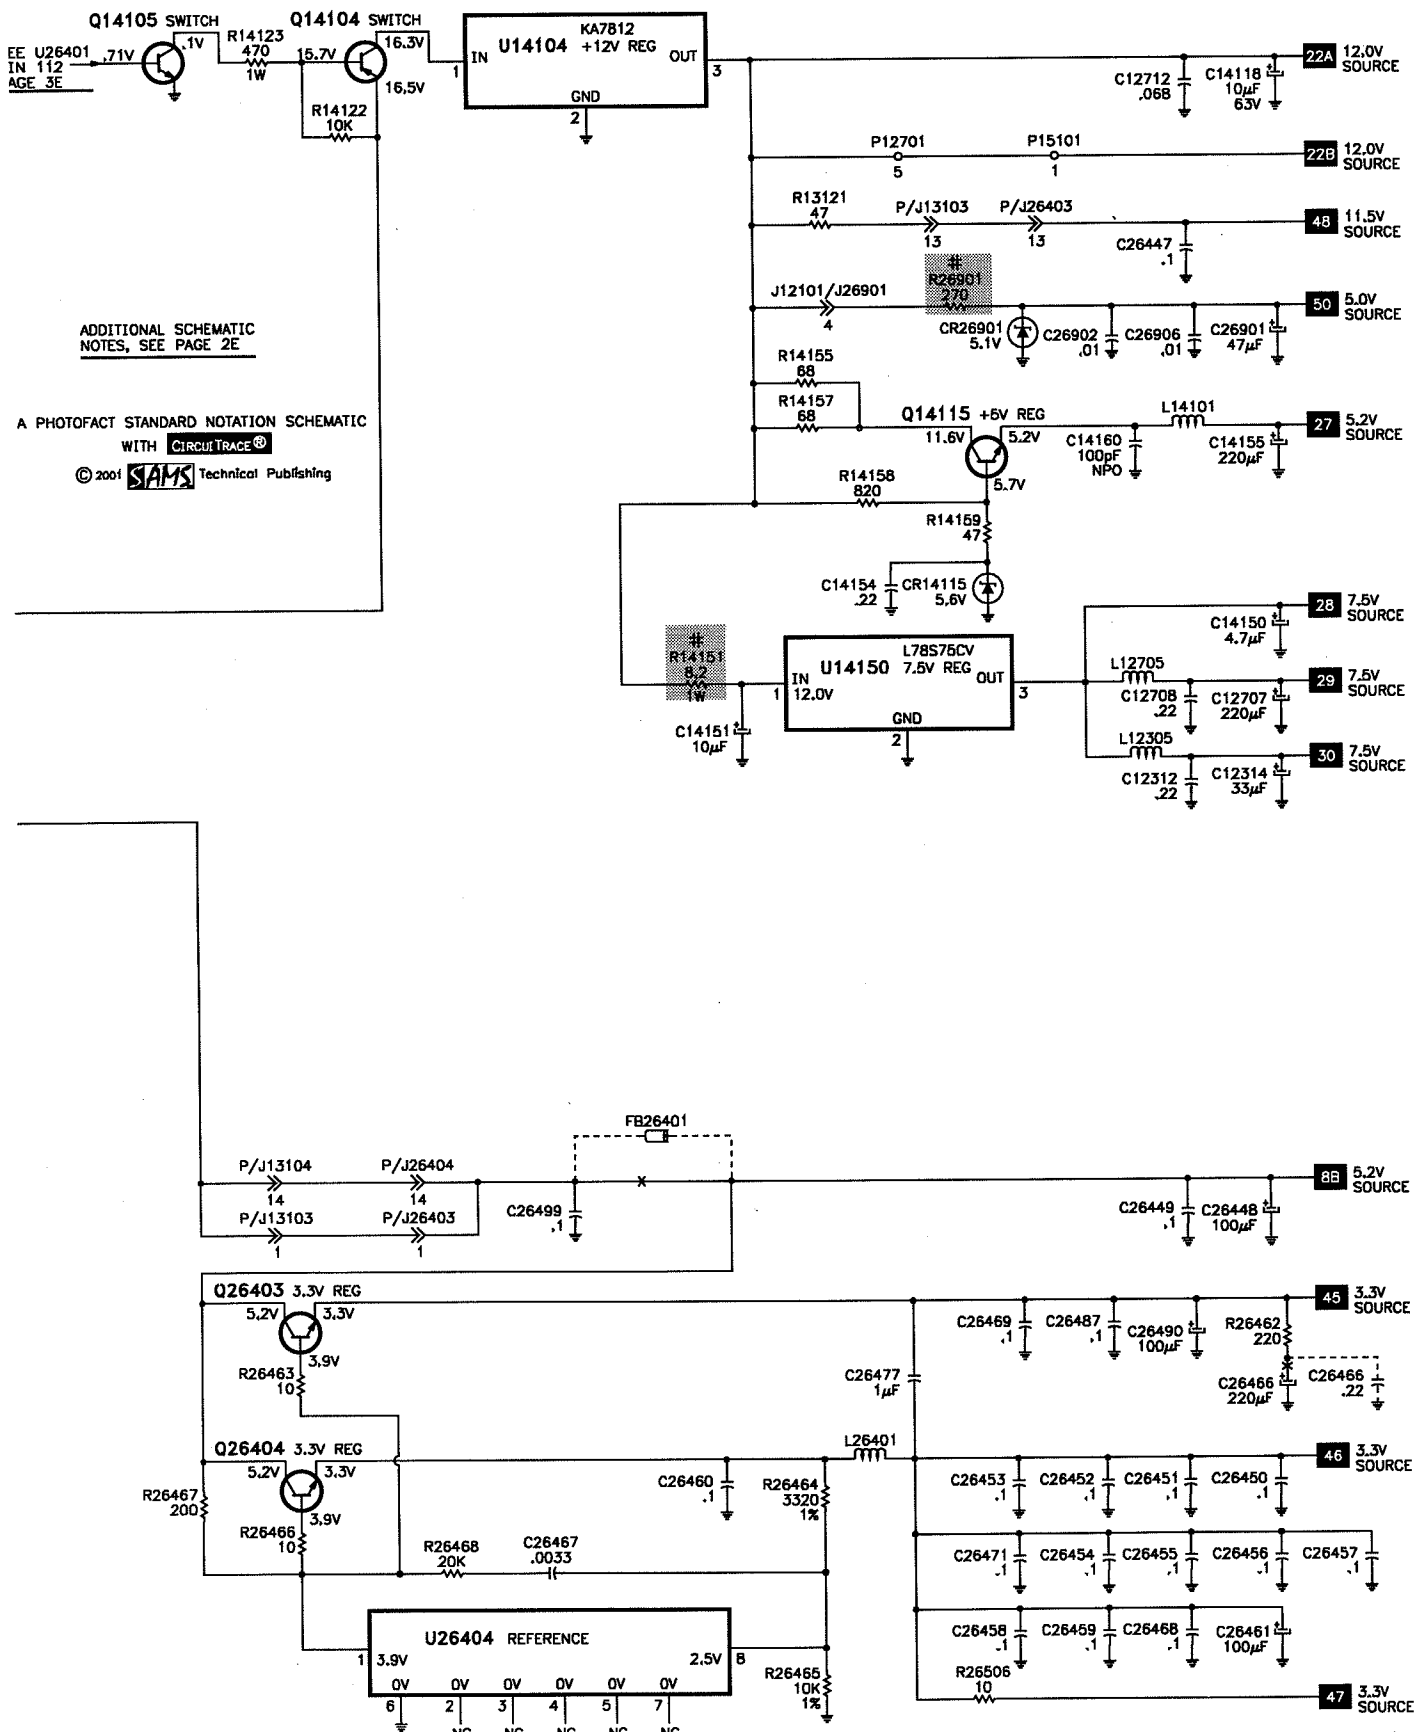 Q14105 SWITCH
.1V
EE U26401
IN 112
AGE 3E
.71V
R14123
470
1W
Q14104 SWITCH
15.7V
16.3V
16.5V
R14122
10K
KA7812
U14104 +12V REG
IN
OUT
GND
1
2
3
C12712
.068
C14118
10µF
63V
22A 12.0V
SOURCE
P12701
5
P15101
1
22B 12.0V
SOURCE
R13121
47
P/J13103
13
P/J26403
13
C26447
.1
48 11.5V
SOURCE
J12101/J26901
4
#
R26901
270
CR26901
5.1V
C26902
.01
C26906
.01
C26901
47µF
50 5.0V
SOURCE
ADDITIONAL SCHEMATIC
NOTES, SEE PAGE 2E
A PHOTOFACT STANDARD NOTATION SCHEMATIC
WITH CIRCUITRACE®
© 2001 SAMS Technical Publishing
R14155
68
R14157
68
Q14115 +5V REG
11.6V
5.2V
5.7V
C14160
100pF
NPO
L14101
C14155
220µF
27 5.2V
SOURCE
R14158
820
R14159
47
C14154
.22
CR14115
5.6V
#
R14151
8.2
1W
C14151
10µF
L78S75CV
U14150 7.5V REG
IN
12.0V
OUT
GND
1
2
3
C14150
4.7µF
28 7.5V
SOURCE
L12705
C12708
.22
C12707
220µF
29 7.5V
SOURCE
L12305
C12312
.22
C12314
33µF
30 7.5V
SOURCE
FB26401
P/J13104
14
P/J26404
14
P/J13103
1
P/J26403
1
C26499
.1
C26449
.1
C26448
100µF
8B 5.2V
SOURCE
Q26403 3.3V REG
5.2V
3.3V
3.9V
R26463
10
C26469
.1
C26487
.1
C26490
100µF
R26462
220
C26466
220µF
C26466
.22
45 3.3V
SOURCE
C26477
1µF
Q26404 3.3V REG
5.2V
3.3V
3.9V
R26467
200
R26466
10
C26460
.1
R26464
3320
1%
L26401
C26453
.1
C26452
.1
C26451
.1
C26450
.1
46 3.3V
SOURCE
R26468
20K
C26467
.0033
C26471
.1
C26454
.1
C26455
.1
C26456
.1
C26457
.1
U26404 REFERENCE
1
3.9V
2.5V
8
0V 0V 0V 0V 0V 0V
6 2 3 4 5 7
NC NC NC NC NC
R26465
10K
1%
C26458
.1
C26459
.1
C26468
.1
C26461
100µF
R26506
10
47 3.3V
SOURCE